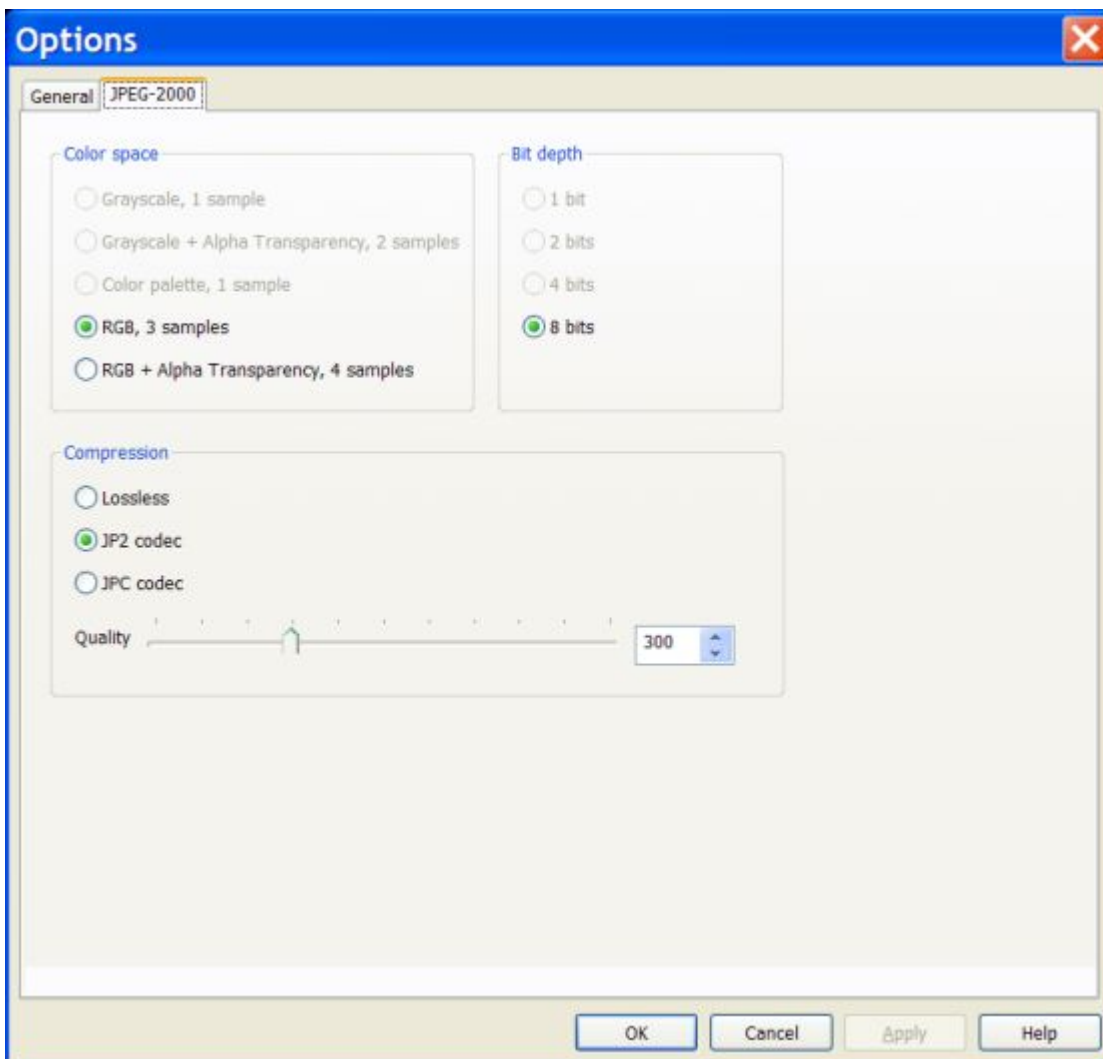 Options
General
JPEG-2000
Color space
Grayscale, 1 sample
Grayscale + Alpha Transparency, 2 samples
Color palette, 1 sample
RGB, 3 samples
RGB + Alpha Transparency, 4 samples
Bit depth
1 bit
2 bits
4 bits
8 bits
Compression
Lossless
JP2 codec
JPC codec
Quality
300
OK
Cancel
Apply
Help